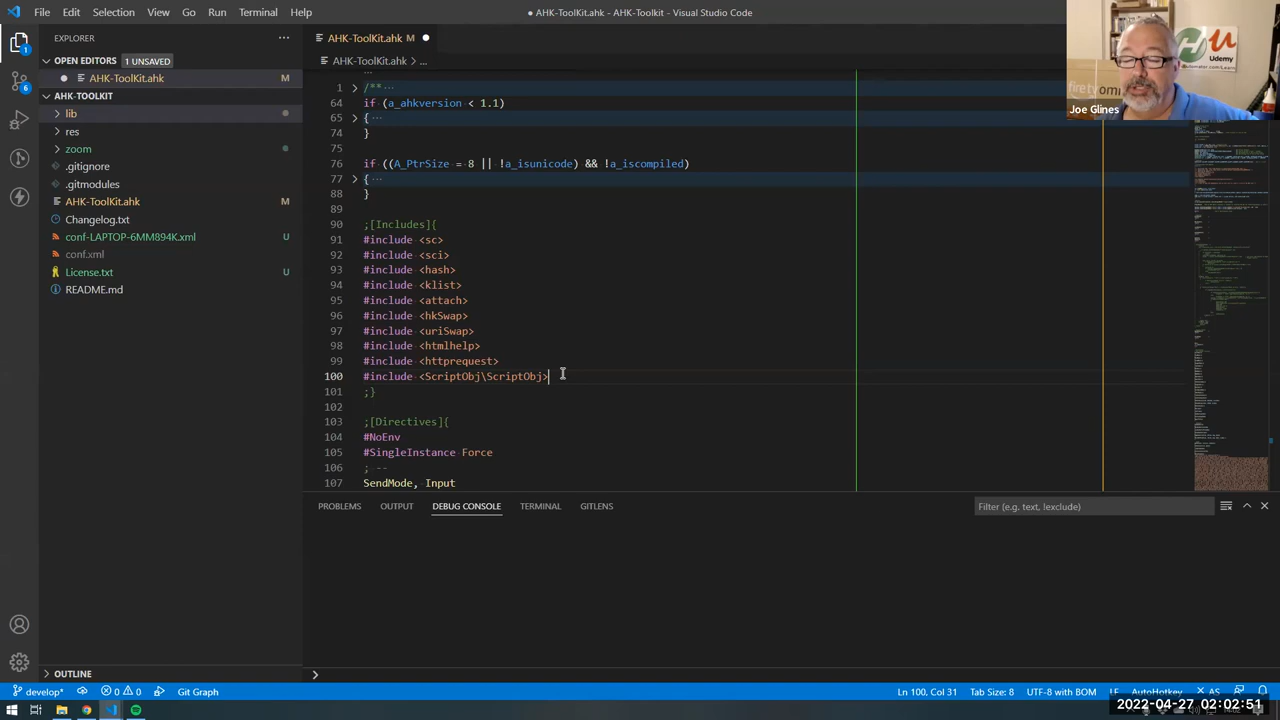 File Edit Selection View Go Run Terminal Help
AHK-ToolKit.ahk - AHK-Toolkit - Visual Studio Code
EXPLORER
OPEN EDITORS 1 UNSAVED
AHK-ToolKit.ahk M
AHK-TOOLKIT
lib
res
zoom
.gitignore
.gitmodules
AHK-ToolKit.ahk M
Changelog.txt
conf-LAPTOP-6MM894K.xml U
conf.xml
License.txt U
README.md
OUTLINE
AHK-ToolKit.ahk M
AHK-ToolKit.ahk > ...
1 /**
64 if (a_ahkversion < 1.1)
65 {
74 }
75
76 if ((A_PtrSize = 8 || ) && !a_iscompiled)
{
89
90 ;[Includes]{
91 #include <sc>
92 #include <sci>
93 #include <hash>
95 #include <attach>
96 #include <hkSwap>
97 #include <uriSwap>
98 #include <htmlhelp>
99 #include <httprequest>
100 #include <ScriptObj\ScriptObj>
101 ;}
102
103 ;[Directives]{
104 #NoEnv
105 #SingleInstance Force
106 ; --
107 SendMode, Input
PROBLEMS OUTPUT DEBUG CONSOLE TERMINAL GITLENS
Filter (e.g. text, !exclude)
Udemy
Joe Glines
1
6
develop* 0 0 Git Graph
Ln 100, Col 31 Tab Size: 8 UTF-8 with BOM LF AutoHotkey AS
2022-04-27 02:02:51